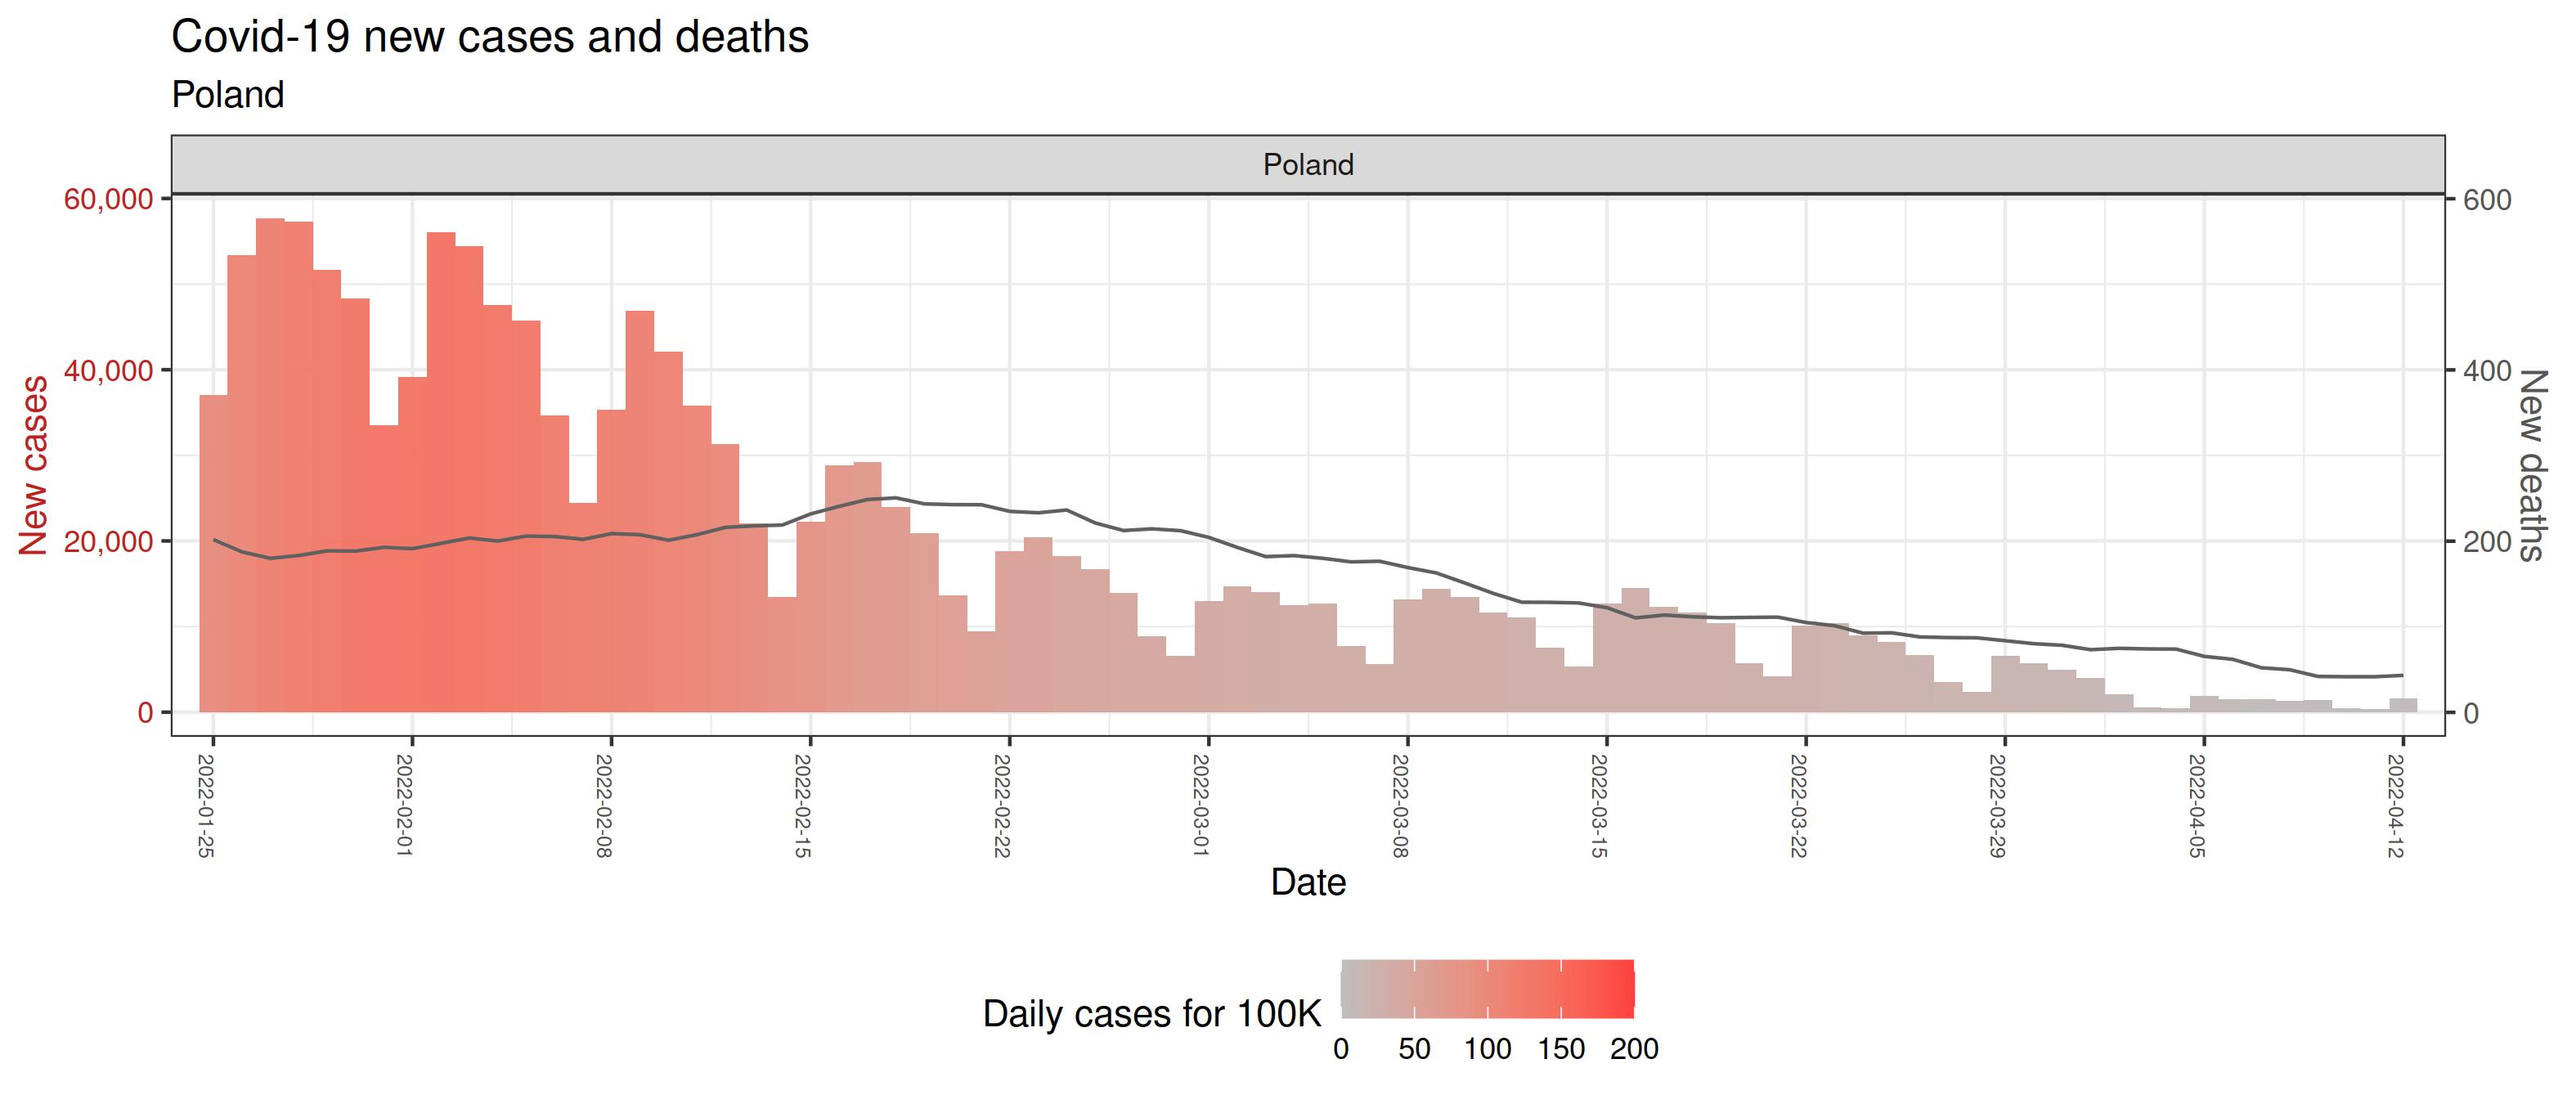 Covid-19 new cases and deaths
Poland
Poland
New cases
60,000
40,000
20,000
0
600
400
200
0
New deaths
2022-01-25
2022-02-01
2022-02-08
2022-02-15
2022-02-22
2022-03-01
2022-03-08
2022-03-15
2022-03-22
2022-03-29
2022-04-05
2022-04-12
Date
Daily cases for 100K
0 50 100 150 200